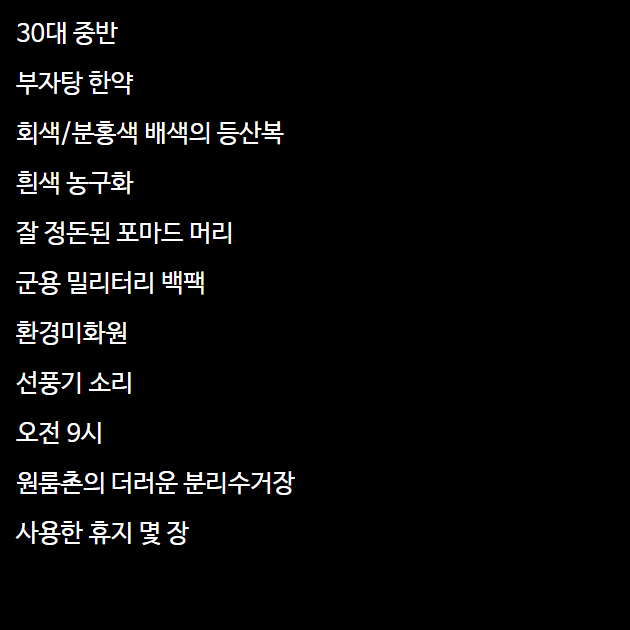 30대 중반
부자탕 한약
회색/분홍색 배색의 등산복
흰색 농구화
잘 정돈된 포마드 머리
군용 밀리터리 백팩
환경미화원
선풍기 소리
오전 9시
원룸촌의 더러운 분리수거장
사용한 휴지 몇 장